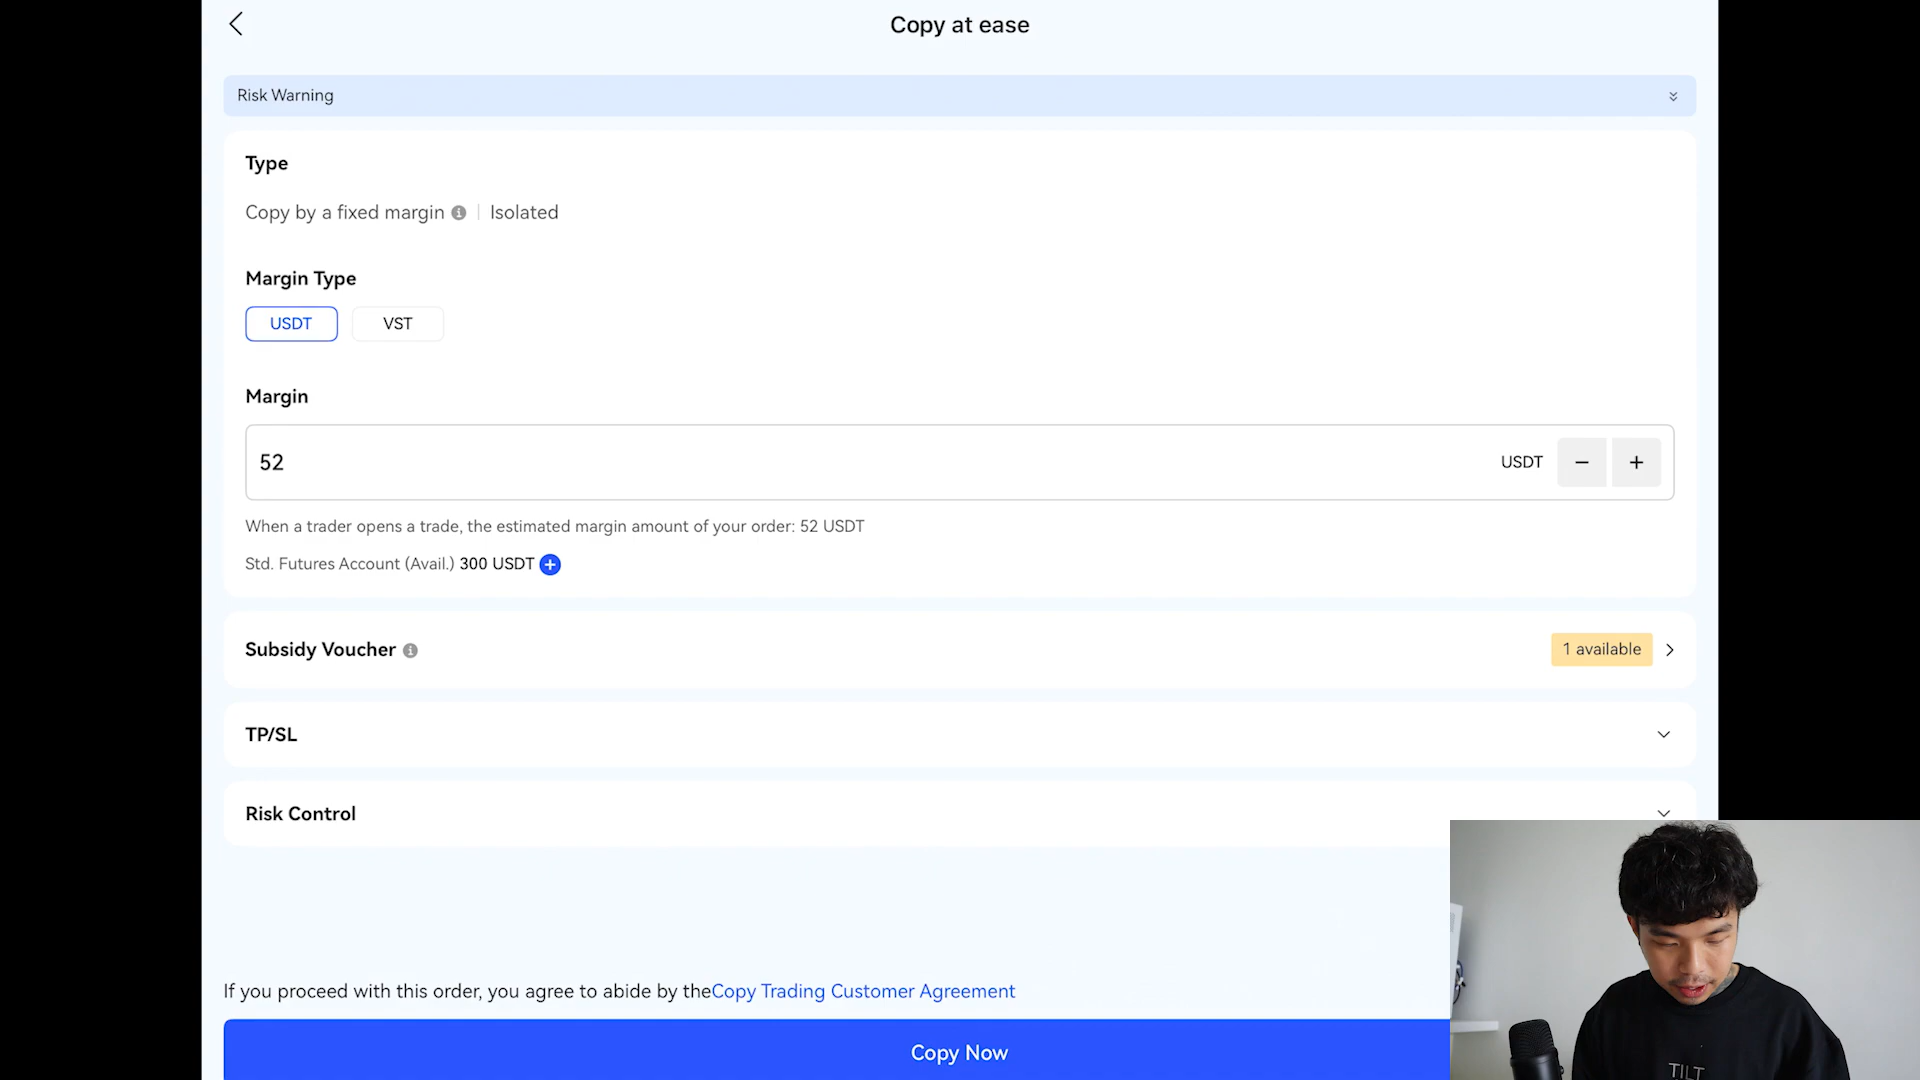 Copy at ease
Risk Warning
Type
Copy by a fixed margin | Isolated
Margin Type
USDT VST
Margin
52 USDT − +
When a trader opens a trade, the estimated margin amount of your order: 52 USDT
Std. Futures Account (Avail.) 300 USDT
Subsidy Voucher 1 available
TP/SL
Risk Control
If you proceed with this order, you agree to abide by theCopy Trading Customer Agreement
Copy Now
TILT